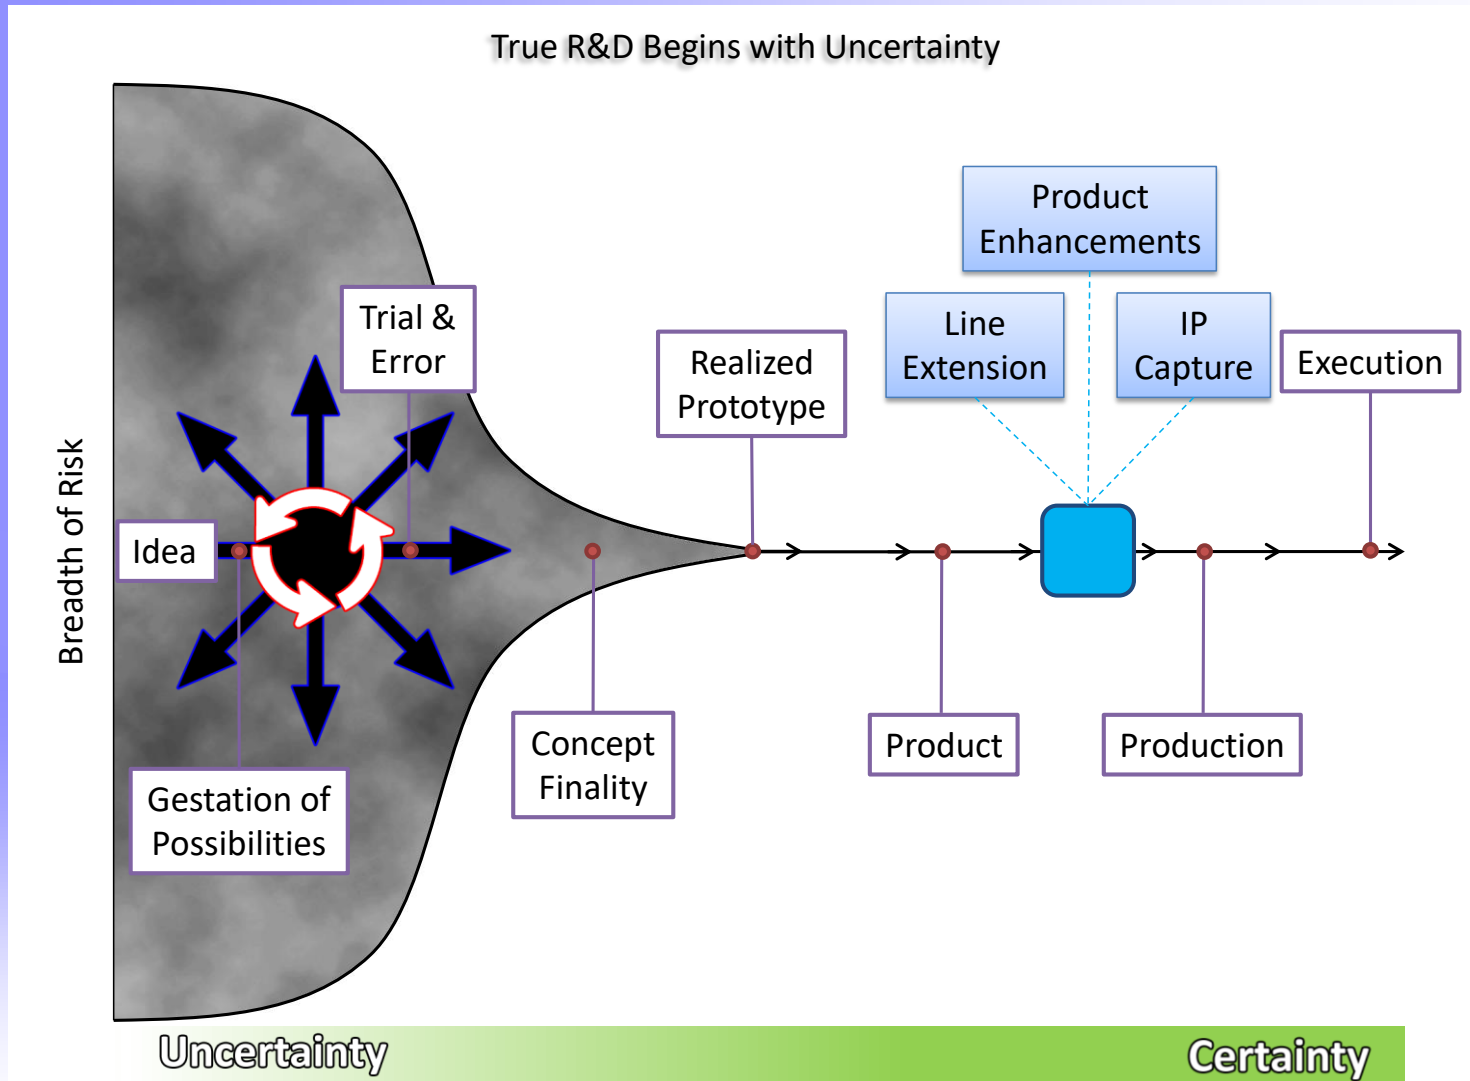 True R&D Begins with Uncertainty
Product
Enhancements
Trial &
Error
Line
Extension
IP
Capture
Realized
Prototype
Execution
Breadth of Risk
Idea
Concept
Finality
Product
Production
Gestation of
Possibilities
Uncertainty
Certainty